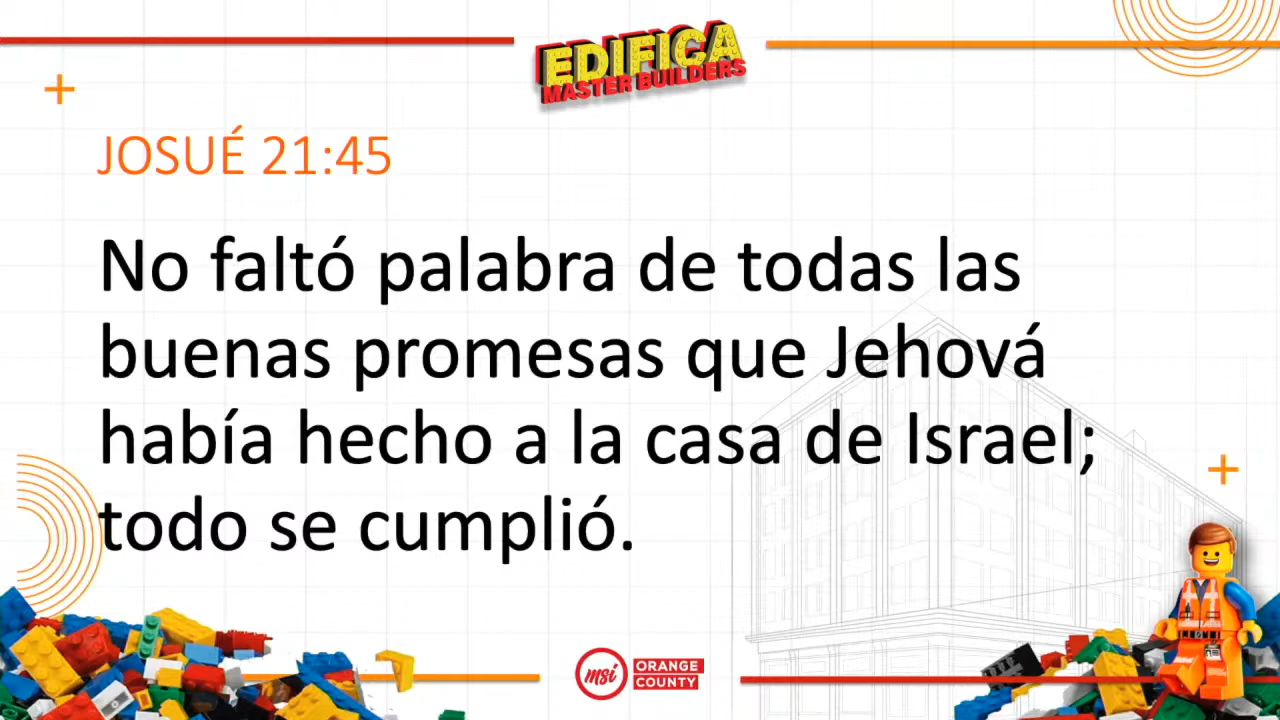 EDIFICA
MASTER BUILDERS
JOSUÉ 21:45
No faltó palabra de todas las
buenas promesas que Jehová
había hecho a la casa de Israel;
todo se cumplió.
msi
ORANGE
COUNTY